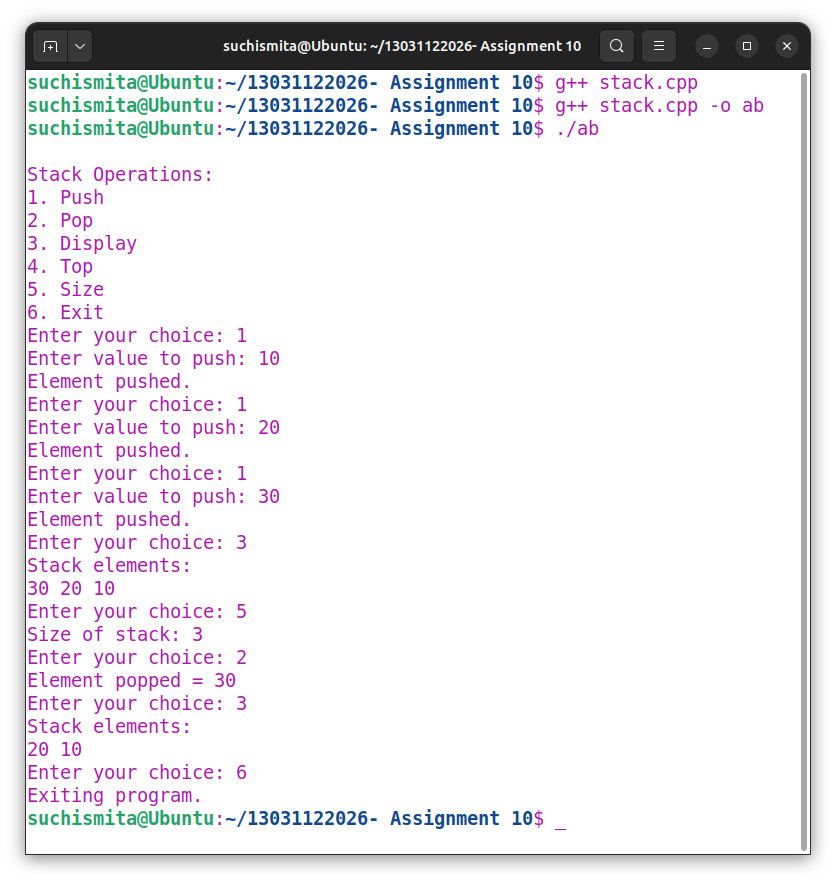 suchismita@Ubuntu: ~/13031122026- Assignment 10
suchismita@Ubuntu:~/13031122026- Assignment 10$ g++ stack.cpp
suchismita@Ubuntu:~/13031122026- Assignment 10$ g++ stack.cpp -o ab
suchismita@Ubuntu:~/13031122026- Assignment 10$ ./ab
Stack Operations:
1. Push
2. Pop
3. Display
4. Top
5. Size
6. Exit
Enter your choice: 1
Enter value to push: 10
Element pushed.
Enter your choice: 1
Enter value to push: 20
Element pushed.
Enter your choice: 1
Enter value to push: 30
Element pushed.
Enter your choice: 3
Stack elements:
30 20 10
Enter your choice: 5
Size of stack: 3
Enter your choice: 2
Element popped = 30
Enter your choice: 3
Stack elements:
20 10
Enter your choice: 6
Exiting program.
suchismita@Ubuntu:~/13031122026- Assignment 10$ _